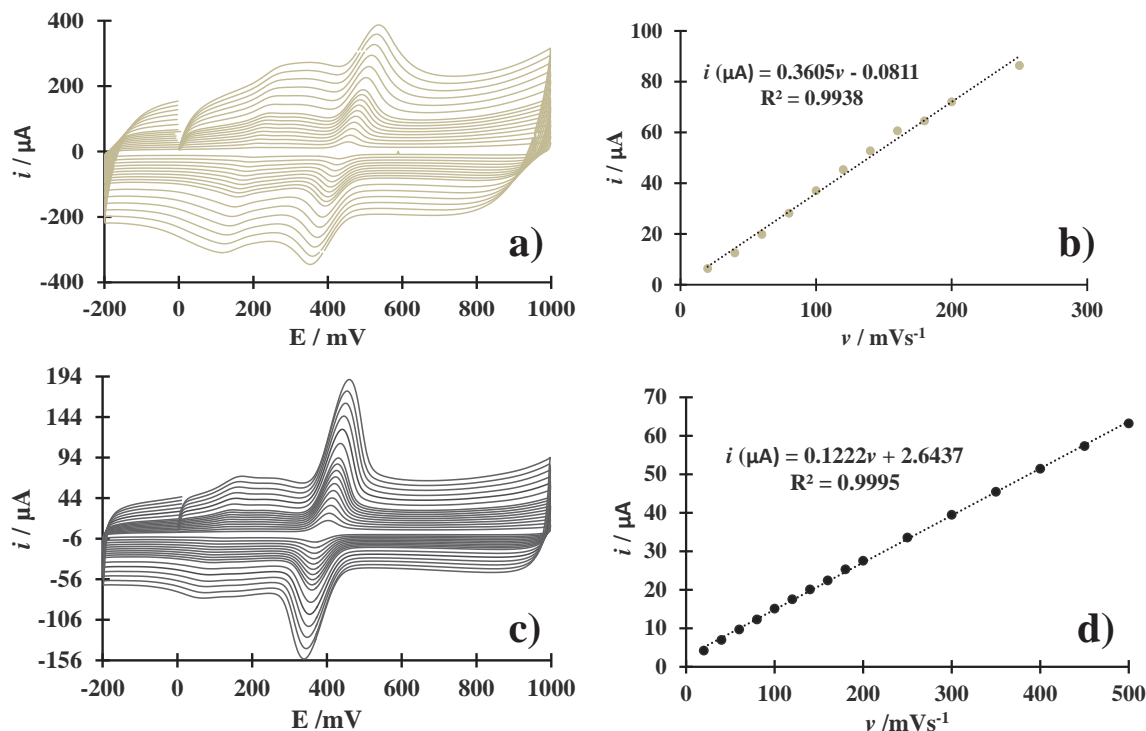 400
200
0
-200
-400
i / µA
-200 0 200 400 600 800 1000
E / mV
a)
100
80
60
40
20
0
i / µA
i (µA) = 0.3605v - 0.0811
R² = 0.9938
0 100 200 300
v / mVs⁻¹
b)
194
144
94
44
-6
-56
-106
-156
i / µA
-200 0 200 400 600 800 1000
E /mV
c)
70
60
50
40
30
20
10
0
i / µA
i (µA) = 0.1222v + 2.6437
R² = 0.9995
0 100 200 300 400 500
v / mVs⁻¹
d)